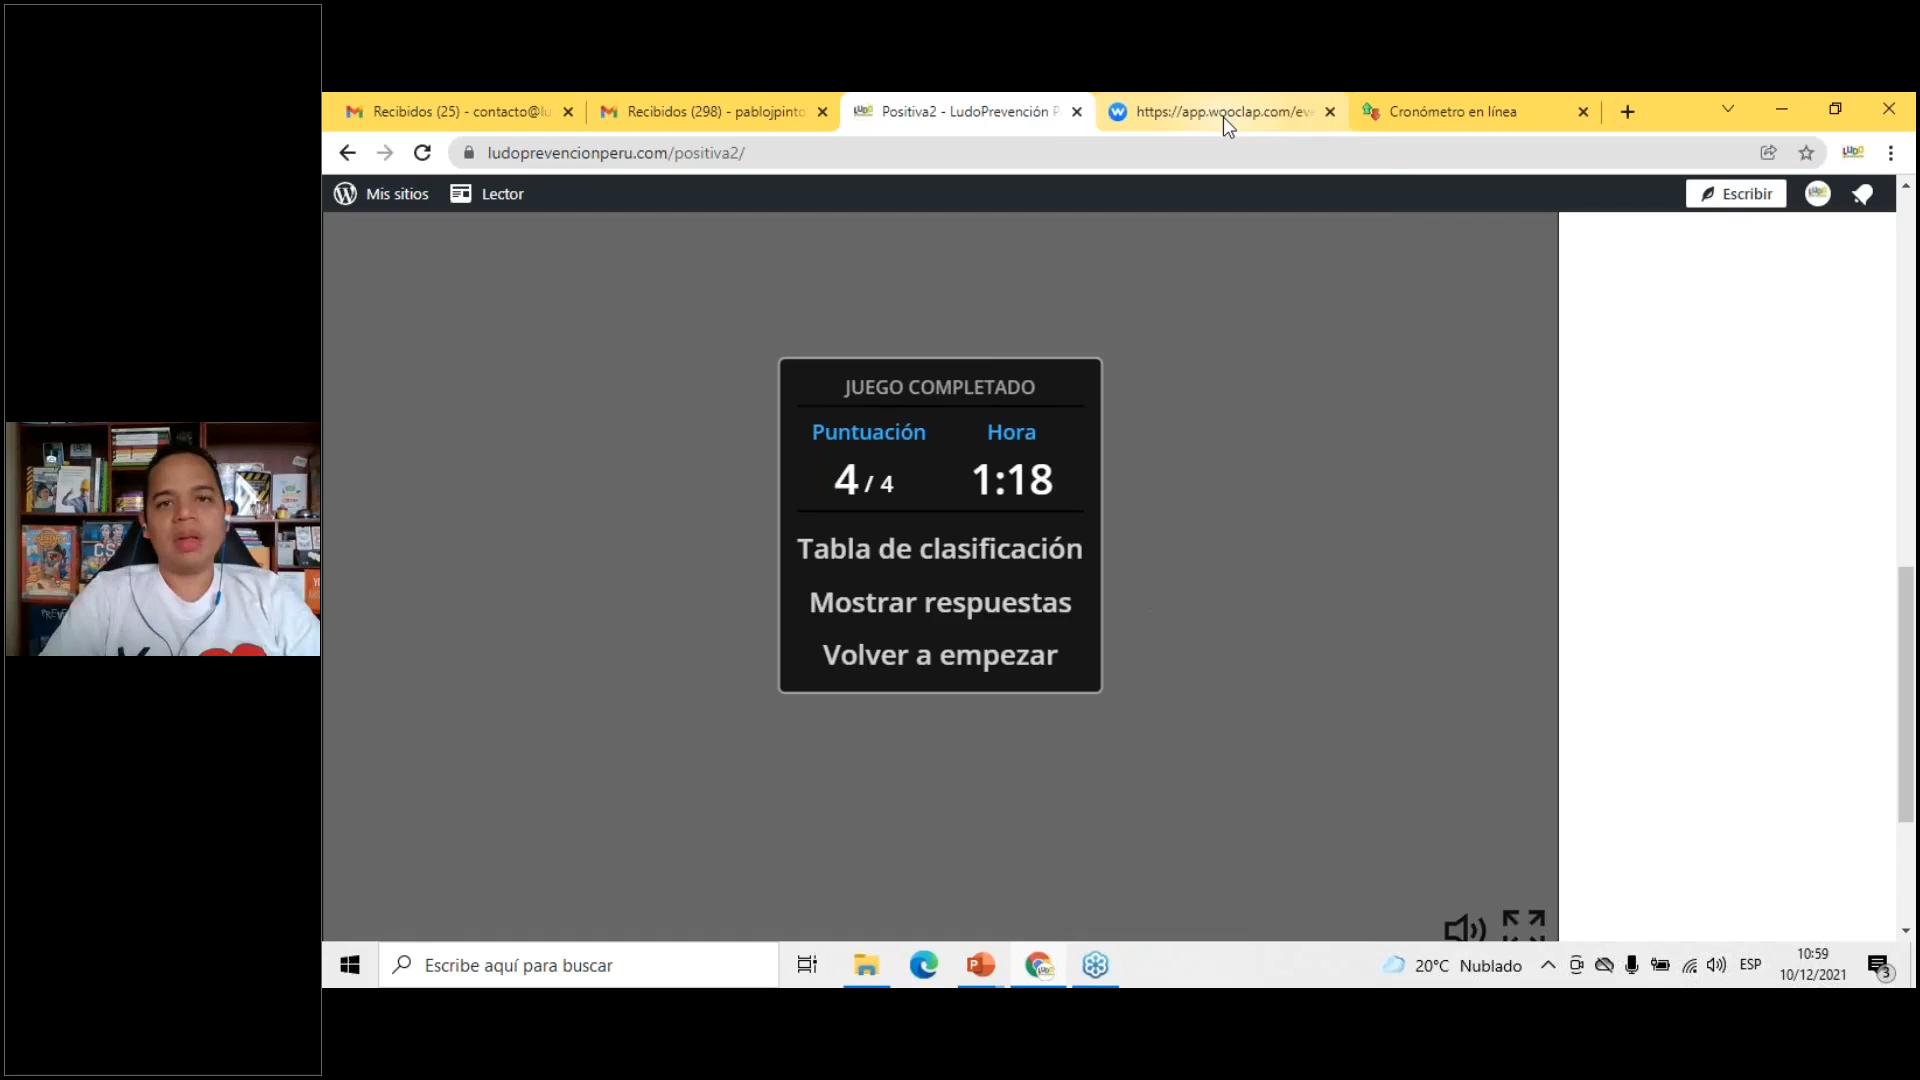 Recibidos (25) - contacto@lu
Recibidos (298) - pablojpinto
Positiva2 - LudoPrevención P
https://app.wooclap.com/eve
Cronómetro en línea
ludoprevencionperu.com/positiva2/
Mis sitios
Lector
Escribir
JUEGO COMPLETADO
Puntuación
Hora
4 / 4
1:18
Tabla de clasificación
Mostrar respuestas
Volver a empezar
Escribe aquí para buscar
20°C Nublado
ESP
10:59
10/12/2021
3